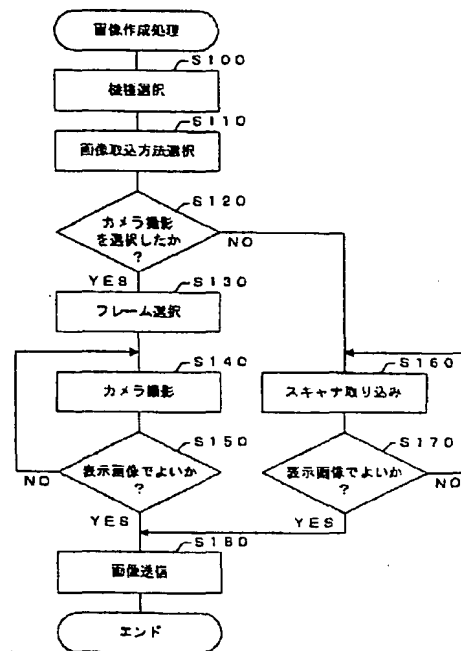 画像作成処理
S100
機種選択
S110
画像取込方法選択
S120
カメラ撮影
を選択したか
?
NO
YES
S130
フレーム選択
S140
カメラ撮影
S160
スキャナ取り込み
S150
表示画像でよいか
?
NO
YES
S170
表示画像でよいか
?
NO
YES
S180
画像送信
エンド